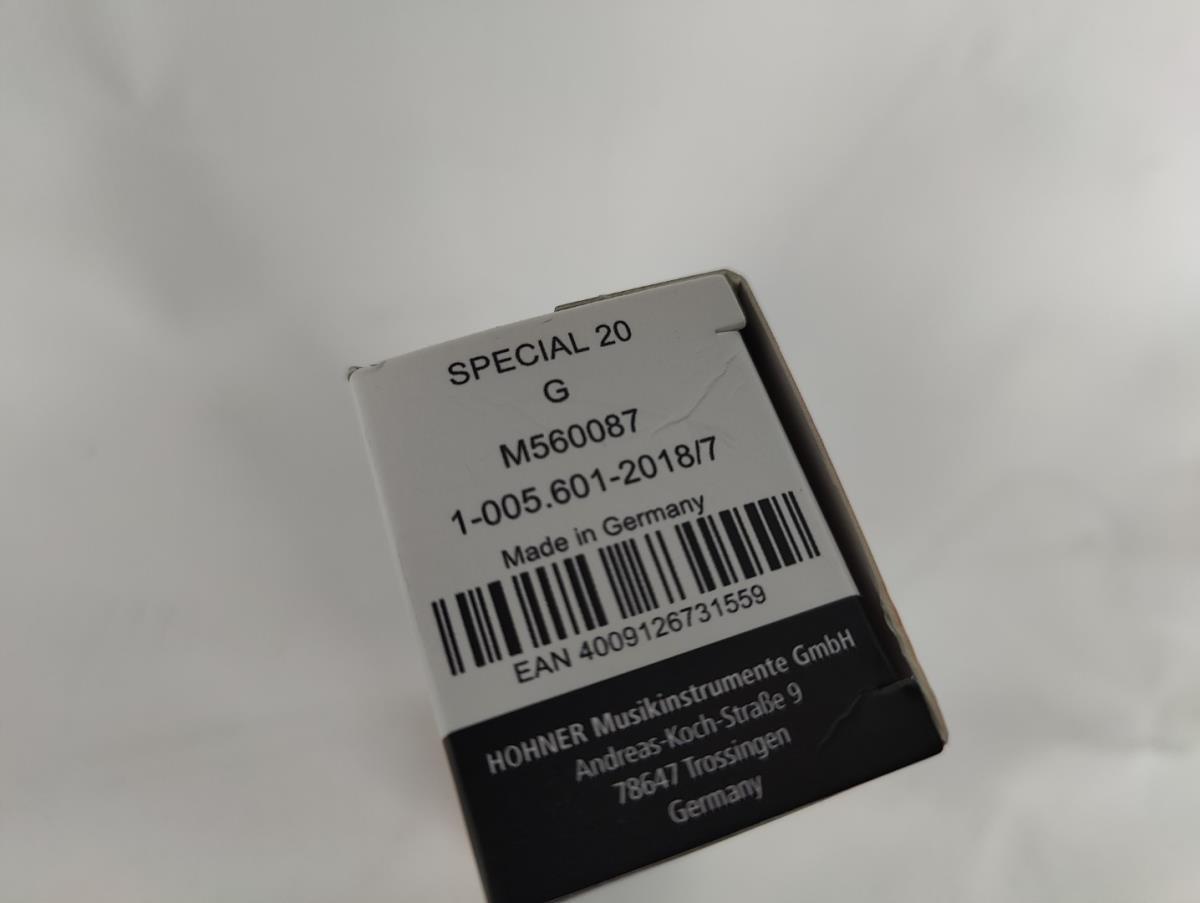 SPECIAL 20
G
M560087
1-005.601-2018/7
Made in Germany
EAN 4009126731559
HOHNER Musikinstrumente GmbH
Andreas-Koch-Straße 9
78647 Trossingen
Germany